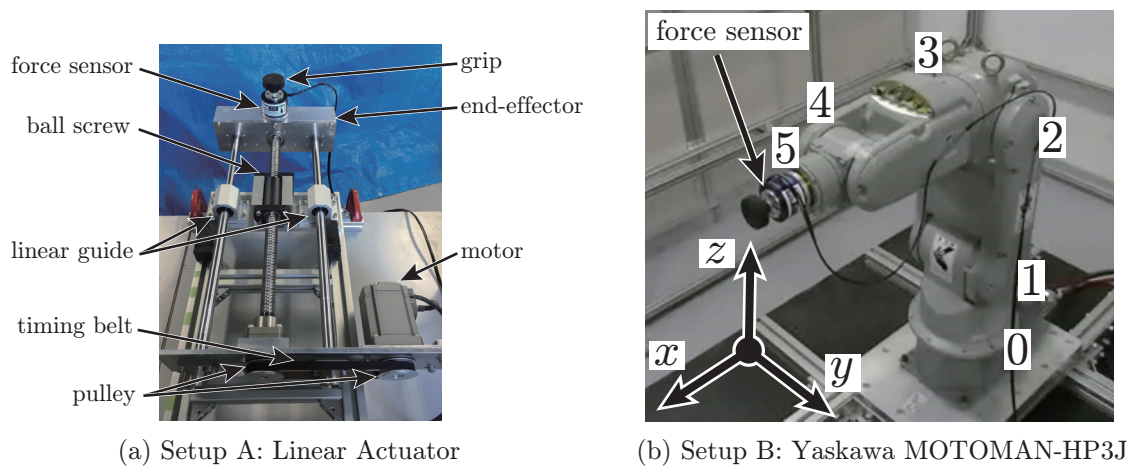 force sensor
grip
end-effector
ball screw
linear guide
motor
timing belt
pulley
(a) Setup A: Linear Actuator
force sensor
3
4
2
5
z
1
x
y
0
(b) Setup B: Yaskawa MOTOMAN-HP3J